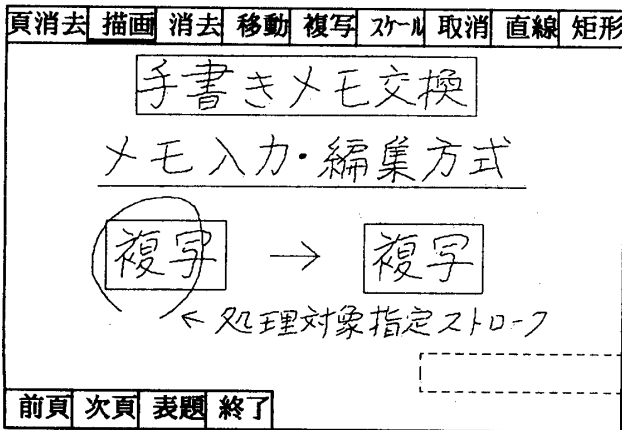 頁消去 描画 消去 移動 複写 スケール 取消 直線 矩形
手書きメモ交換
メモ入力・編集方式
複写 → 複写
← 処理対象指定ストローク
前頁 次頁 表題 終了